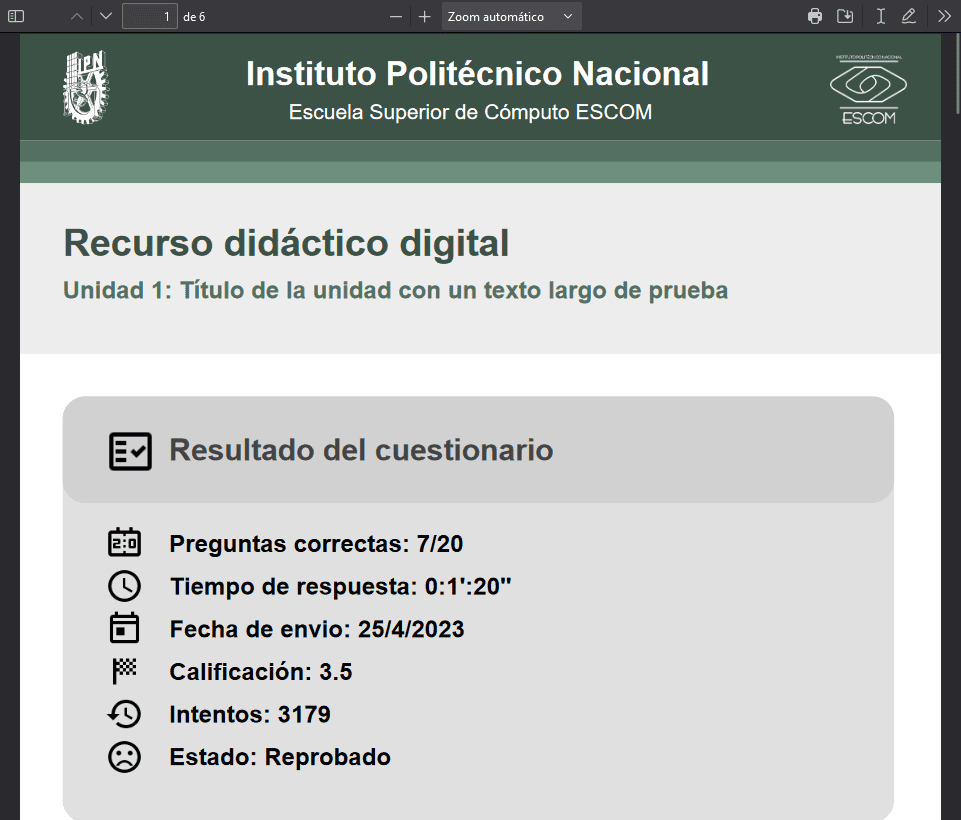 1 de 6
Zoom automático
IPN
Instituto Politécnico Nacional
Escuela Superior de Cómputo ESCOM
INSTITUTO POLITECNICO NACIONAL
ESCOM
Recurso didáctico digital
Unidad 1: Título de la unidad con un texto largo de prueba
Resultado del cuestionario
2:0
Preguntas correctas: 7/20
Tiempo de respuesta: 0:1':20"
Fecha de envio: 25/4/2023
Calificación: 3.5
Intentos: 3179
Estado: Reprobado